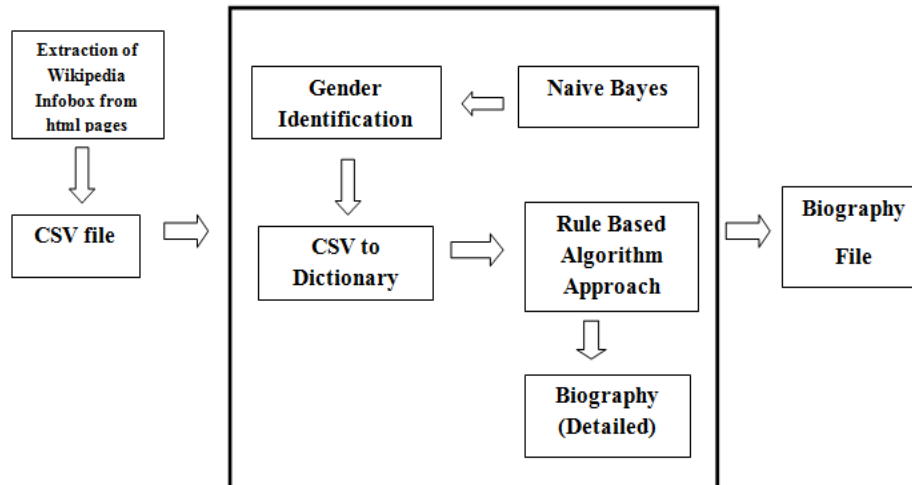 Extraction of
Wikipedia
Infobox from
html pages
CSV file
Gender
Identification
Naive Bayes
CSV to
Dictionary
Rule Based
Algorithm
Approach
Biography
(Detailed)
Biography
File